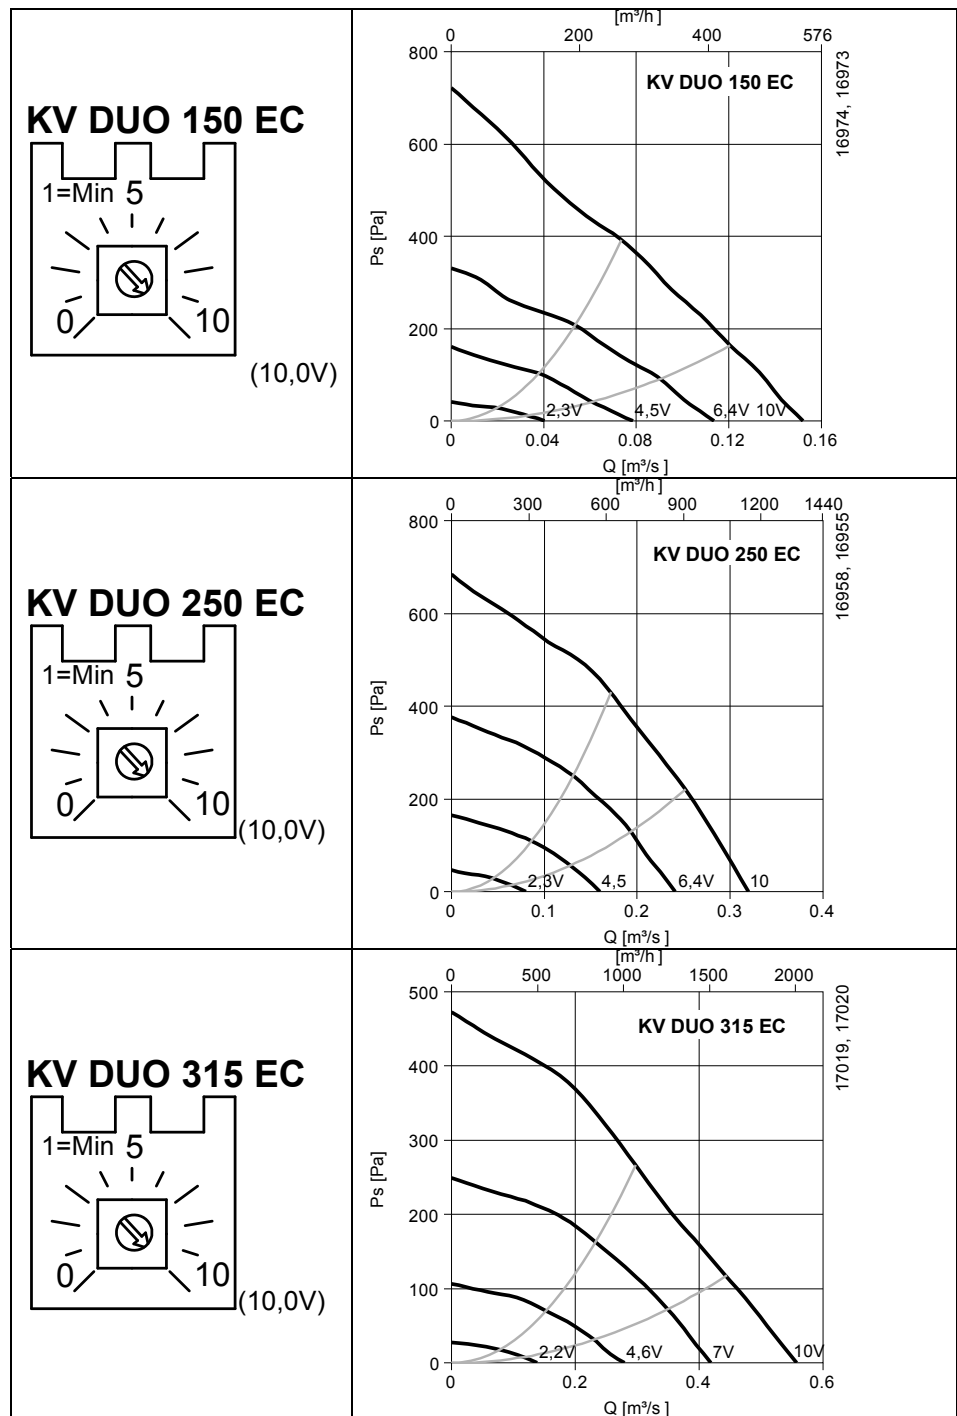 KV DUO 150 EC
1=Min 5
0 10
(10,0V)
[m³/h ]
0 200 400 576
800
600
400
200
0
Ps [Pa]
KV DUO 150 EC
16974, 16973
2,3V 4,5V 6,4V 10V
0 0.04 0.08 0.12 0.16
Q [m³/s ]
KV DUO 250 EC
1=Min 5
0 10
(10,0V)
[m³/h ]
0 300 600 900 1200 1440
800
600
400
200
0
Ps [Pa]
KV DUO 250 EC
16958, 16955
2,3V 4,5 6,4V 10
0 0.1 0.2 0.3 0.4
Q [m³/s ]
KV DUO 315 EC
1=Min 5
0 10
(10,0V)
[m³/h ]
0 500 1000 1500 2000
500
400
300
200
100
0
Ps [Pa]
KV DUO 315 EC
17019, 17020
2,2V 4,6V 7V 10V
0 0.2 0.4 0.6
Q [m³/s ]